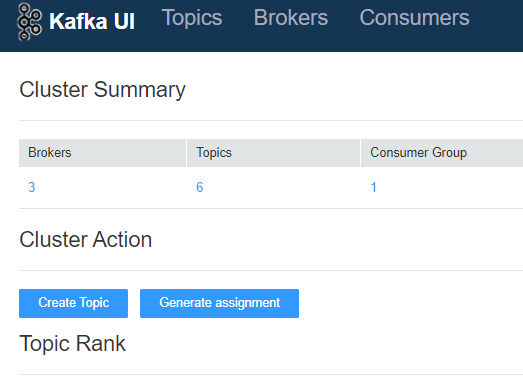 Kafka UI Topics Brokers Consumers
Cluster Summary
Brokers Topics Consumer Group
3 6 1
Cluster Action
Create Topic Generate assignment
Topic Rank